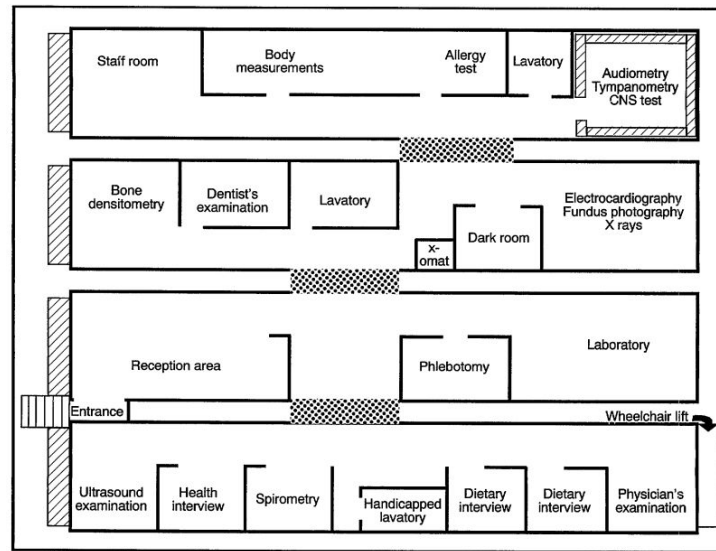 Staff room
Body
measurements
Allergy
test
Lavatory
Audiometry
Tympanometry
CNS test
Bone
densitometry
Dentist's
examination
Lavatory
x-
omat
Dark room
Electrocardiography
Fundus photography
X rays
Reception area
Phlebotomy
Laboratory
Entrance
Wheelchair lift
Ultrasound
examination
Health
interview
Spirometry
Handicapped
lavatory
Dietary
interview
Dietary
interview
Physician's
examination